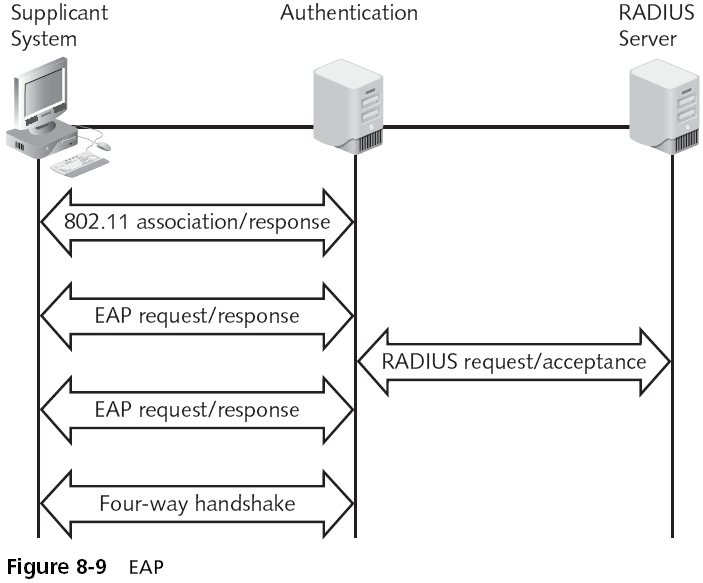 Supplicant
System
Authentication
RADIUS
Server
802.11 association/response
EAP request/response
RADIUS request/acceptance
EAP request/response
Four-way handshake
Figure 8-9 EAP